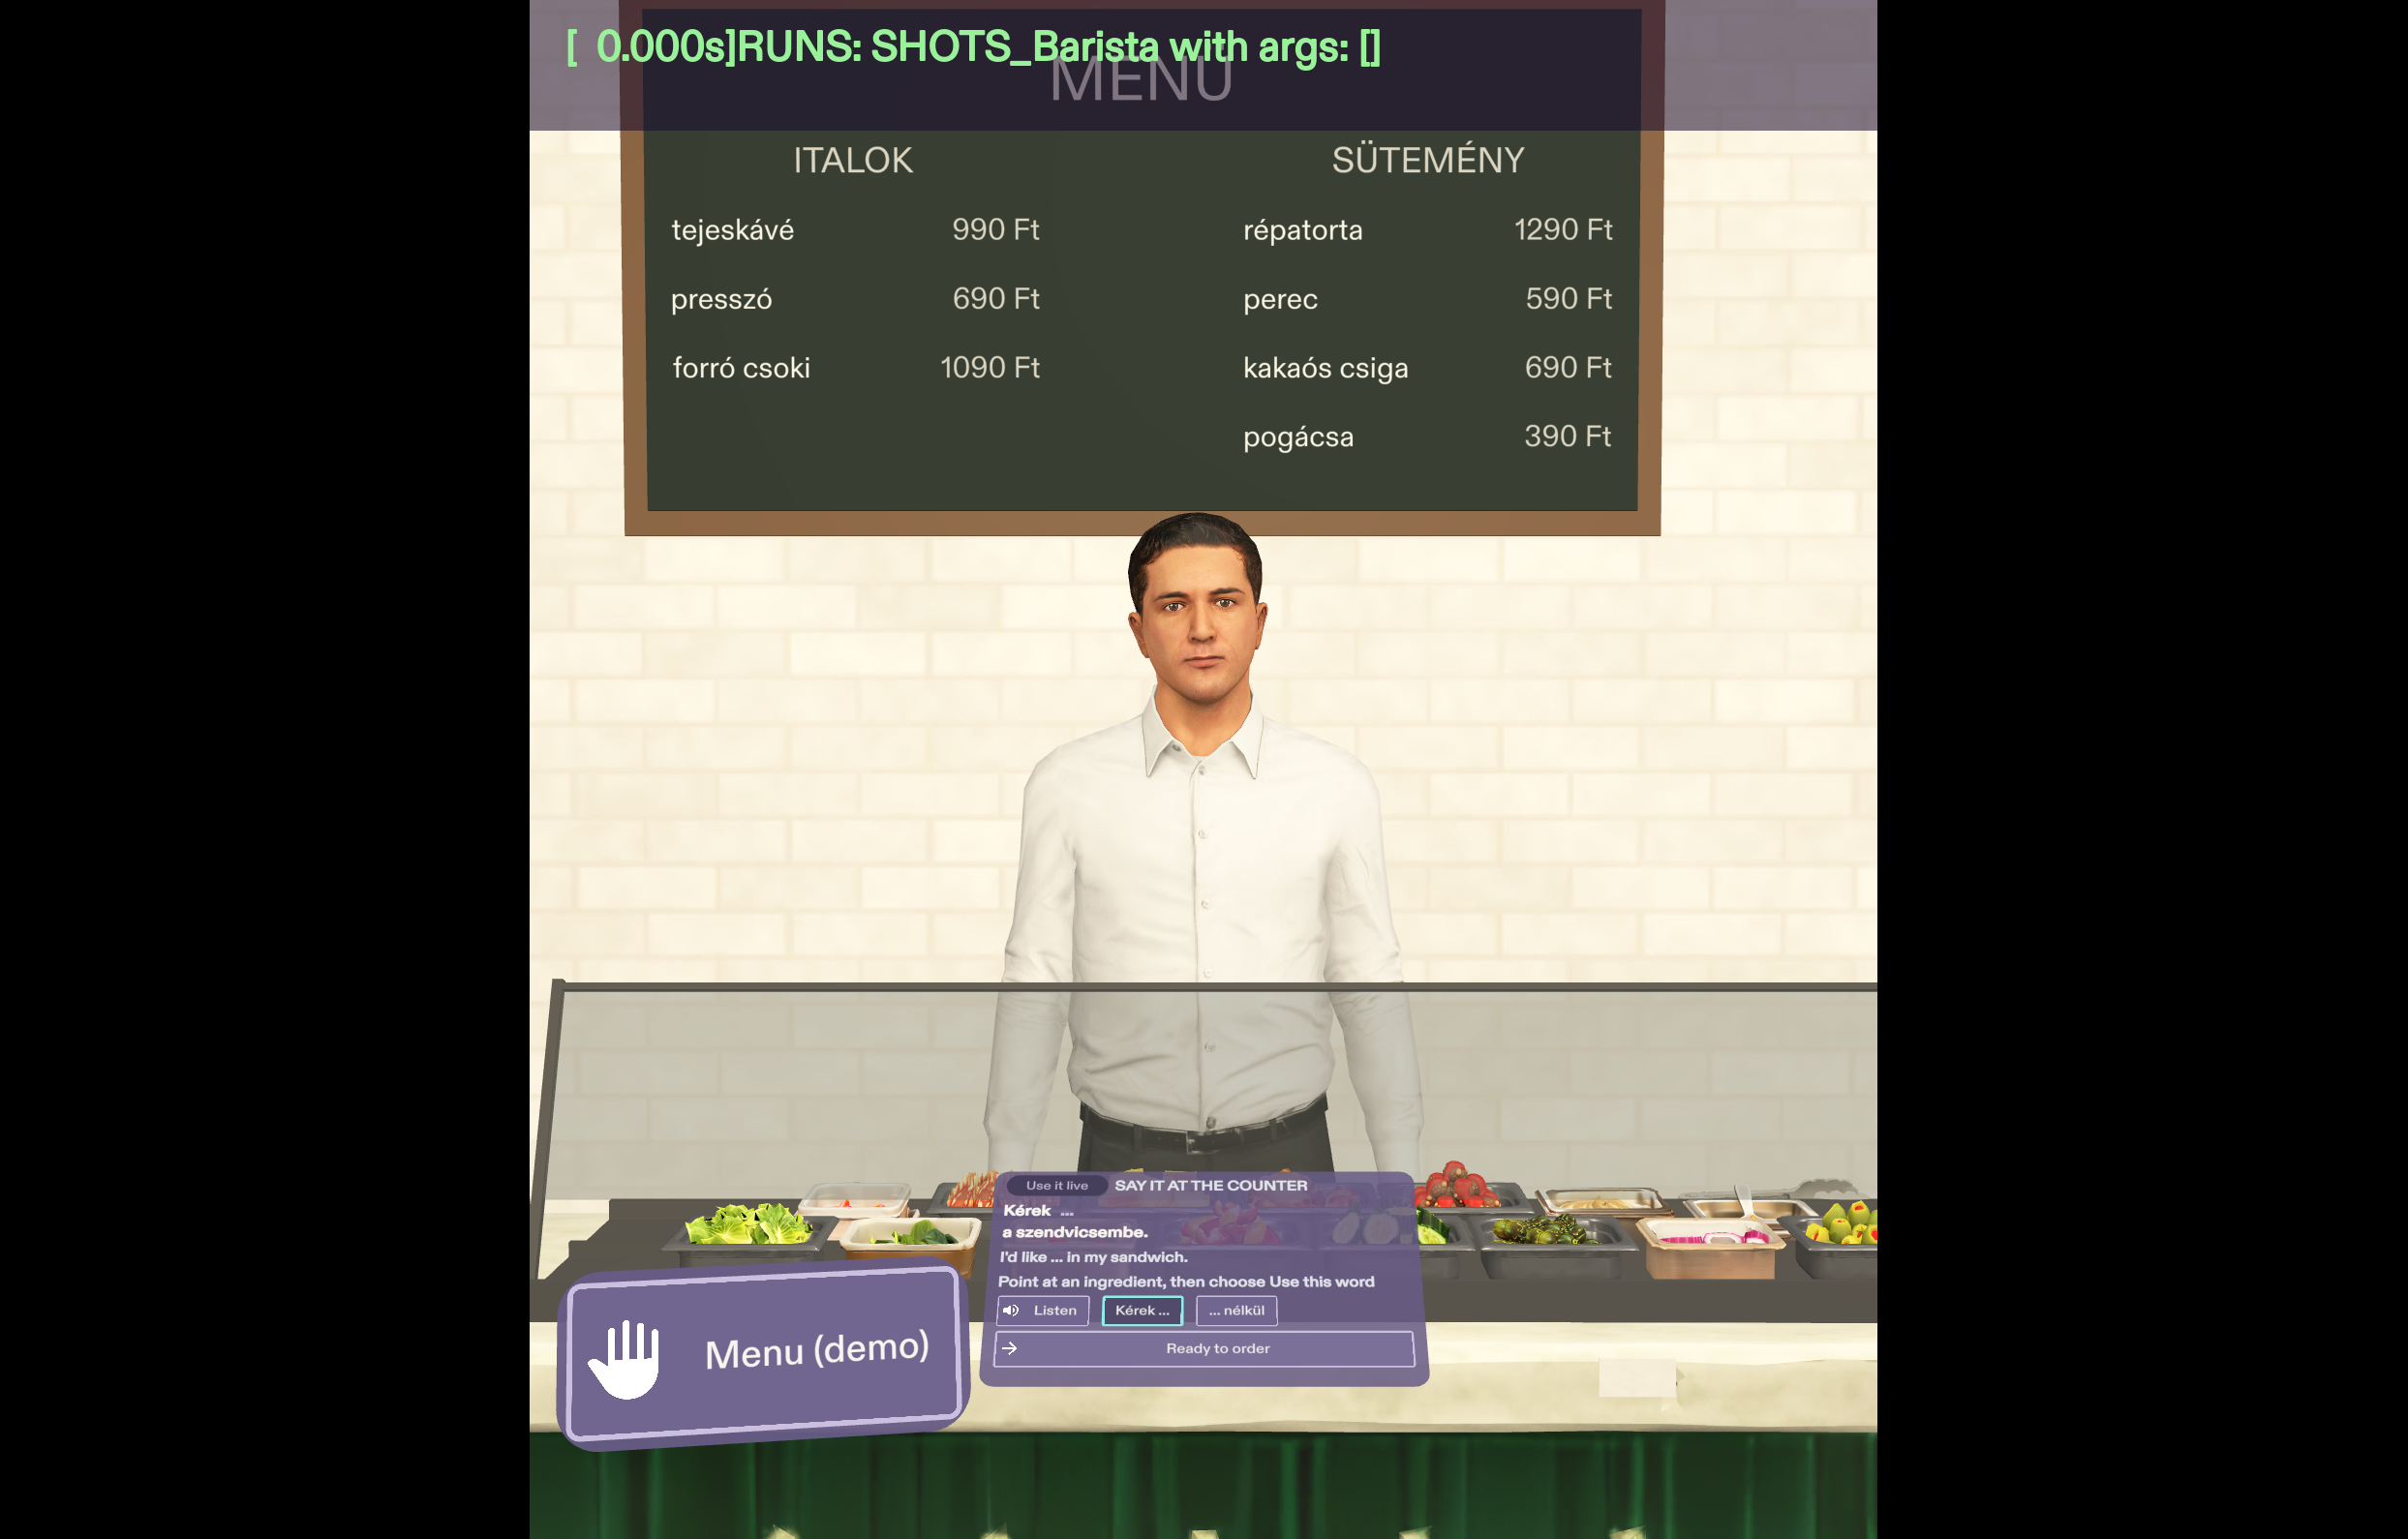 [ 0.000s]RUNS: SHOTS_Barista with args: []
MENÜ
ITALOK
tejeskávé 990 Ft
presszó 690 Ft
forró csoki 1090 Ft
SÜTEMÉNY
répatorta 1290 Ft
perec 590 Ft
kakaós csiga 690 Ft
pogácsa 390 Ft
Use it live SAY IT AT THE COUNTER
Kérek ...
a szendvicsembe.
I'd like ... in my sandwich.
Point at an ingredient, then choose Use this word
Listen Kérek ... ... nélkül
Ready to order
Menu (demo)